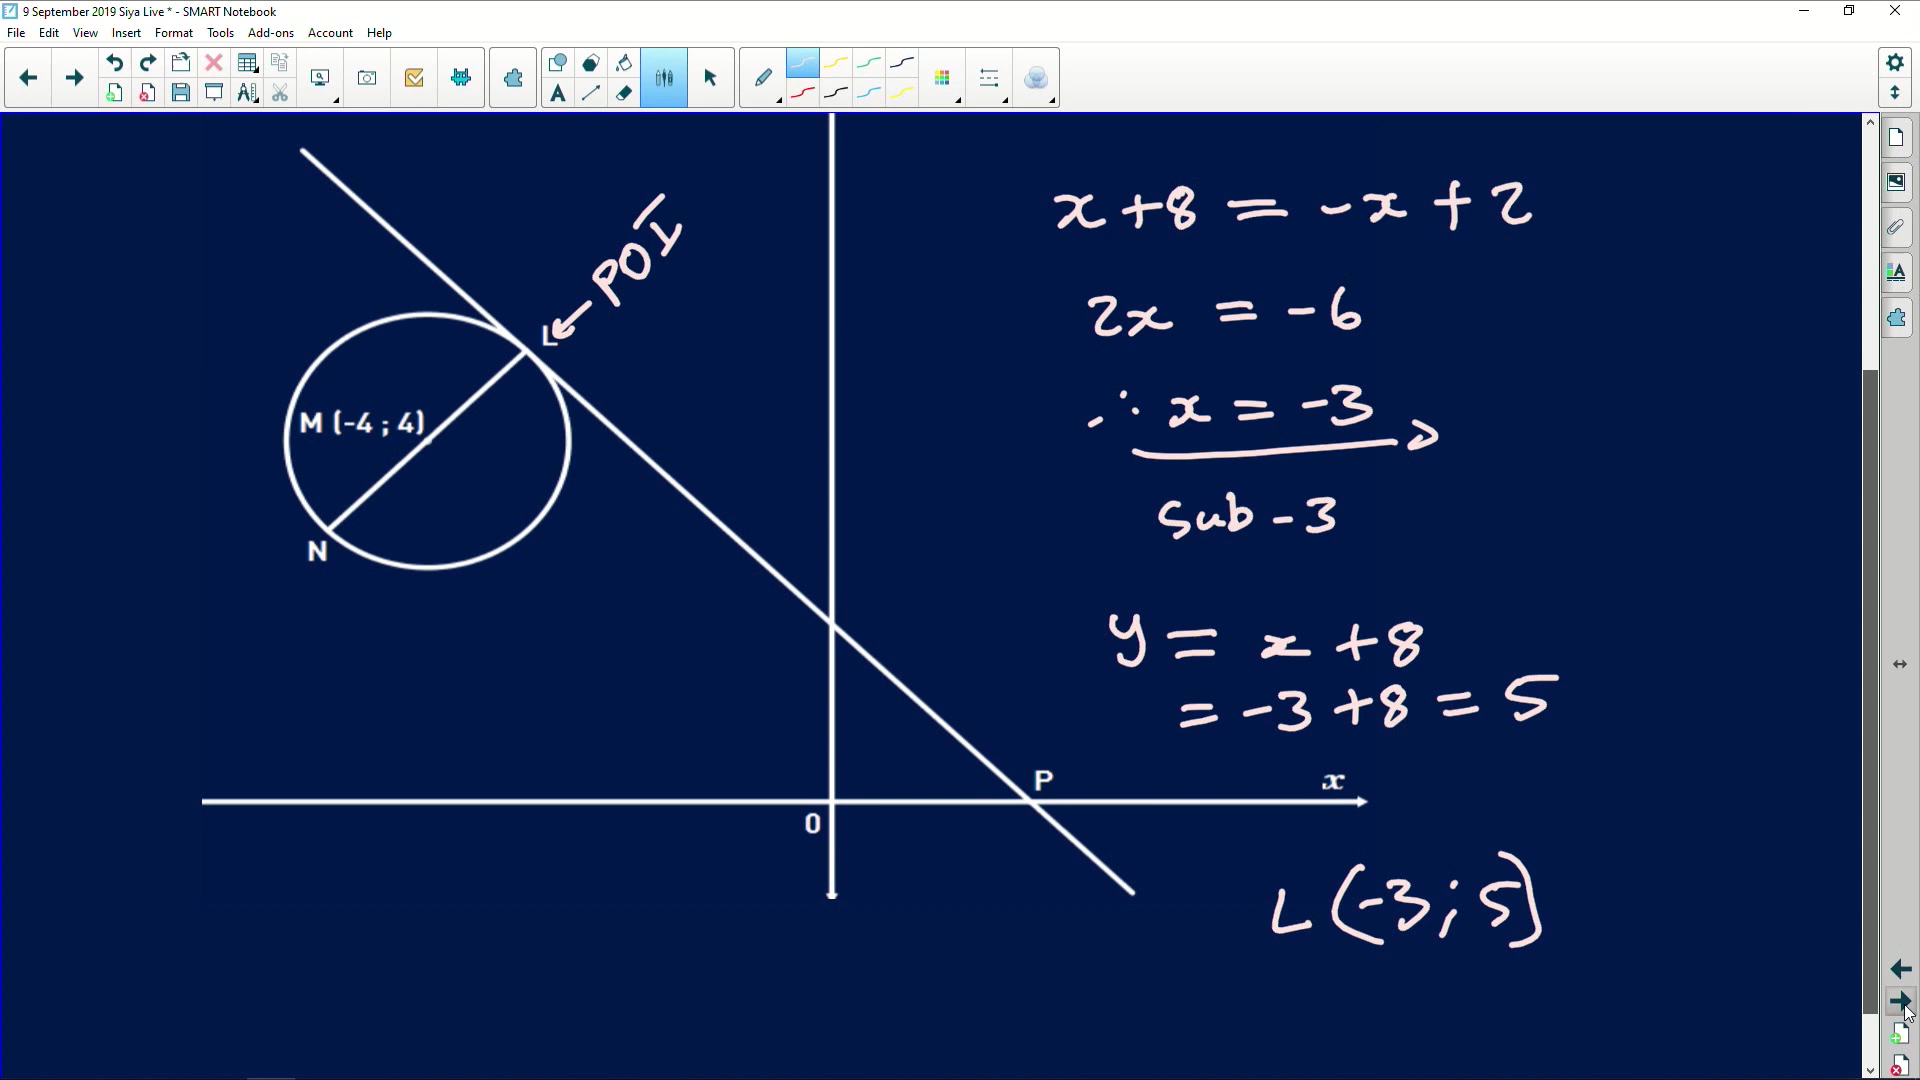 9 September 2019 Siya Live * - SMART Notebook
File Edit View Insert Format Tools Add-ons Account Help
A
A
x + 8 = -x + 2
2x = -6
∴ x = -3
sub -3
y = x + 8
= -3 + 8 = 5
L (-3 ; 5)
POI
L
M (-4 ; 4)
N
P
x
0